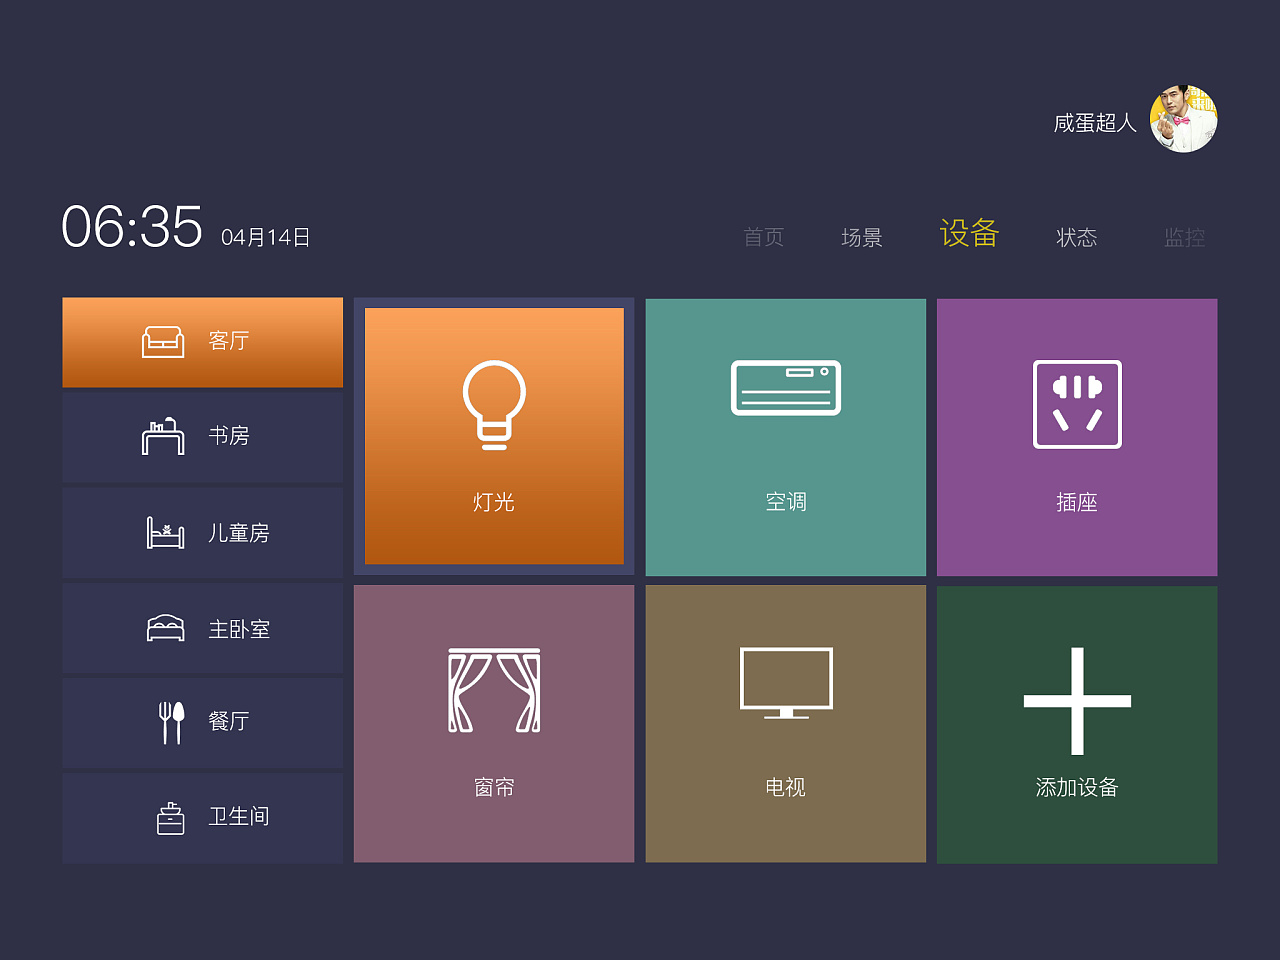 咸蛋超人
06:35 04月14日
首页 场景 设备 状态 监控
客厅
书房
儿童房
主卧室
餐厅
卫生间
灯光
空调
插座
窗帘
电视
添加设备